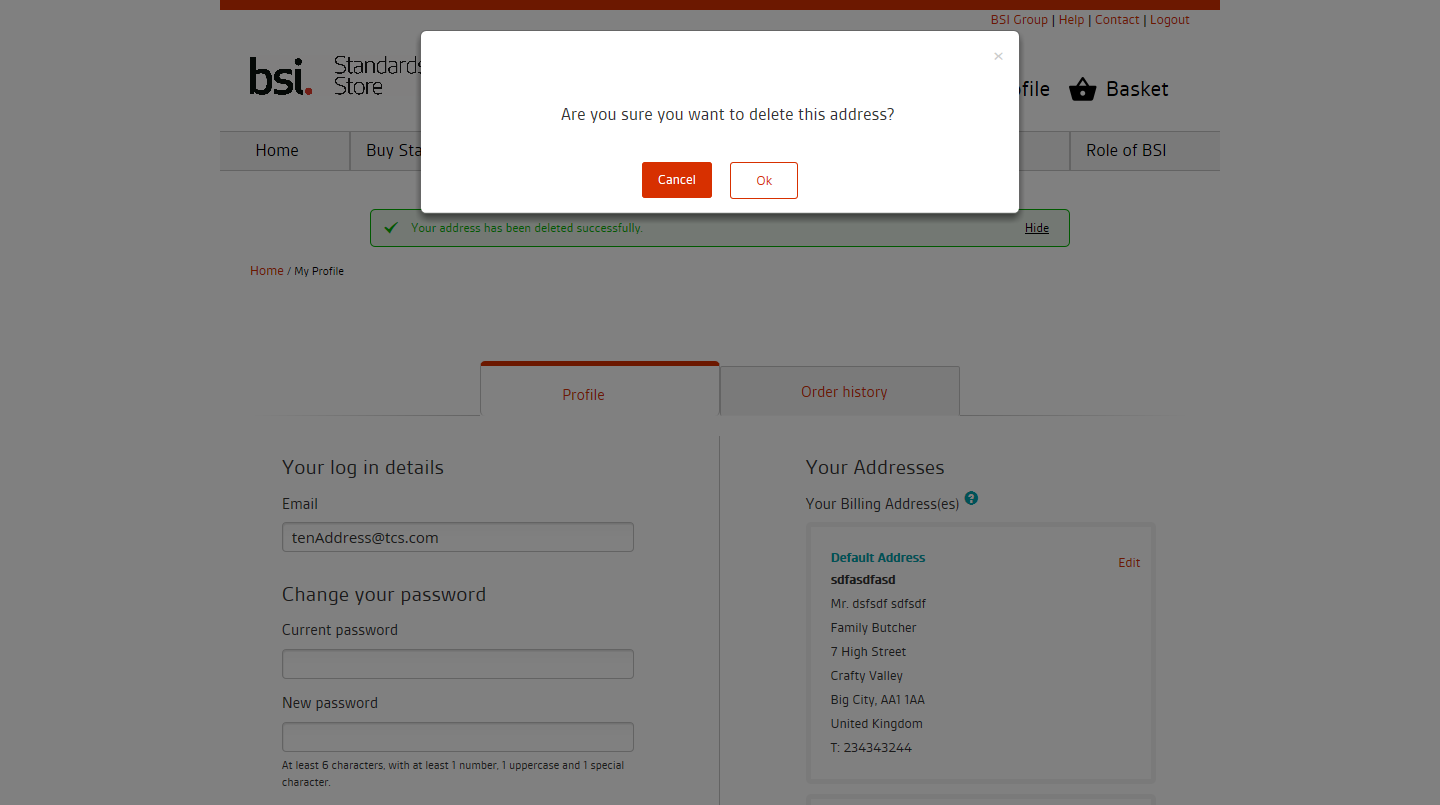 BSI Group | Help | Contact | Logout
×
bsi. Standards
Store
Basket
Are you sure you want to delete this address?
Cancel
Ok
Home
Buy
Role of BSI
Your address has been deleted successfully.
Hide
Home / My Profile
Profile
Order history
Your log in details
Email
tenAddress@tcs.com
Change your password
Current password
New password
At least 6 characters, with at least 1 number, 1 uppercase and 1 special
character.
Your Addresses
Your Billing Address(es) ?
Default Address
Edit
sdfasdfasd
Mr. dsfsdf sdfsdf
Family Butcher
7 High Street
Crafty Valley
Big City, AA1 1AA
United Kingdom
T: 234343244